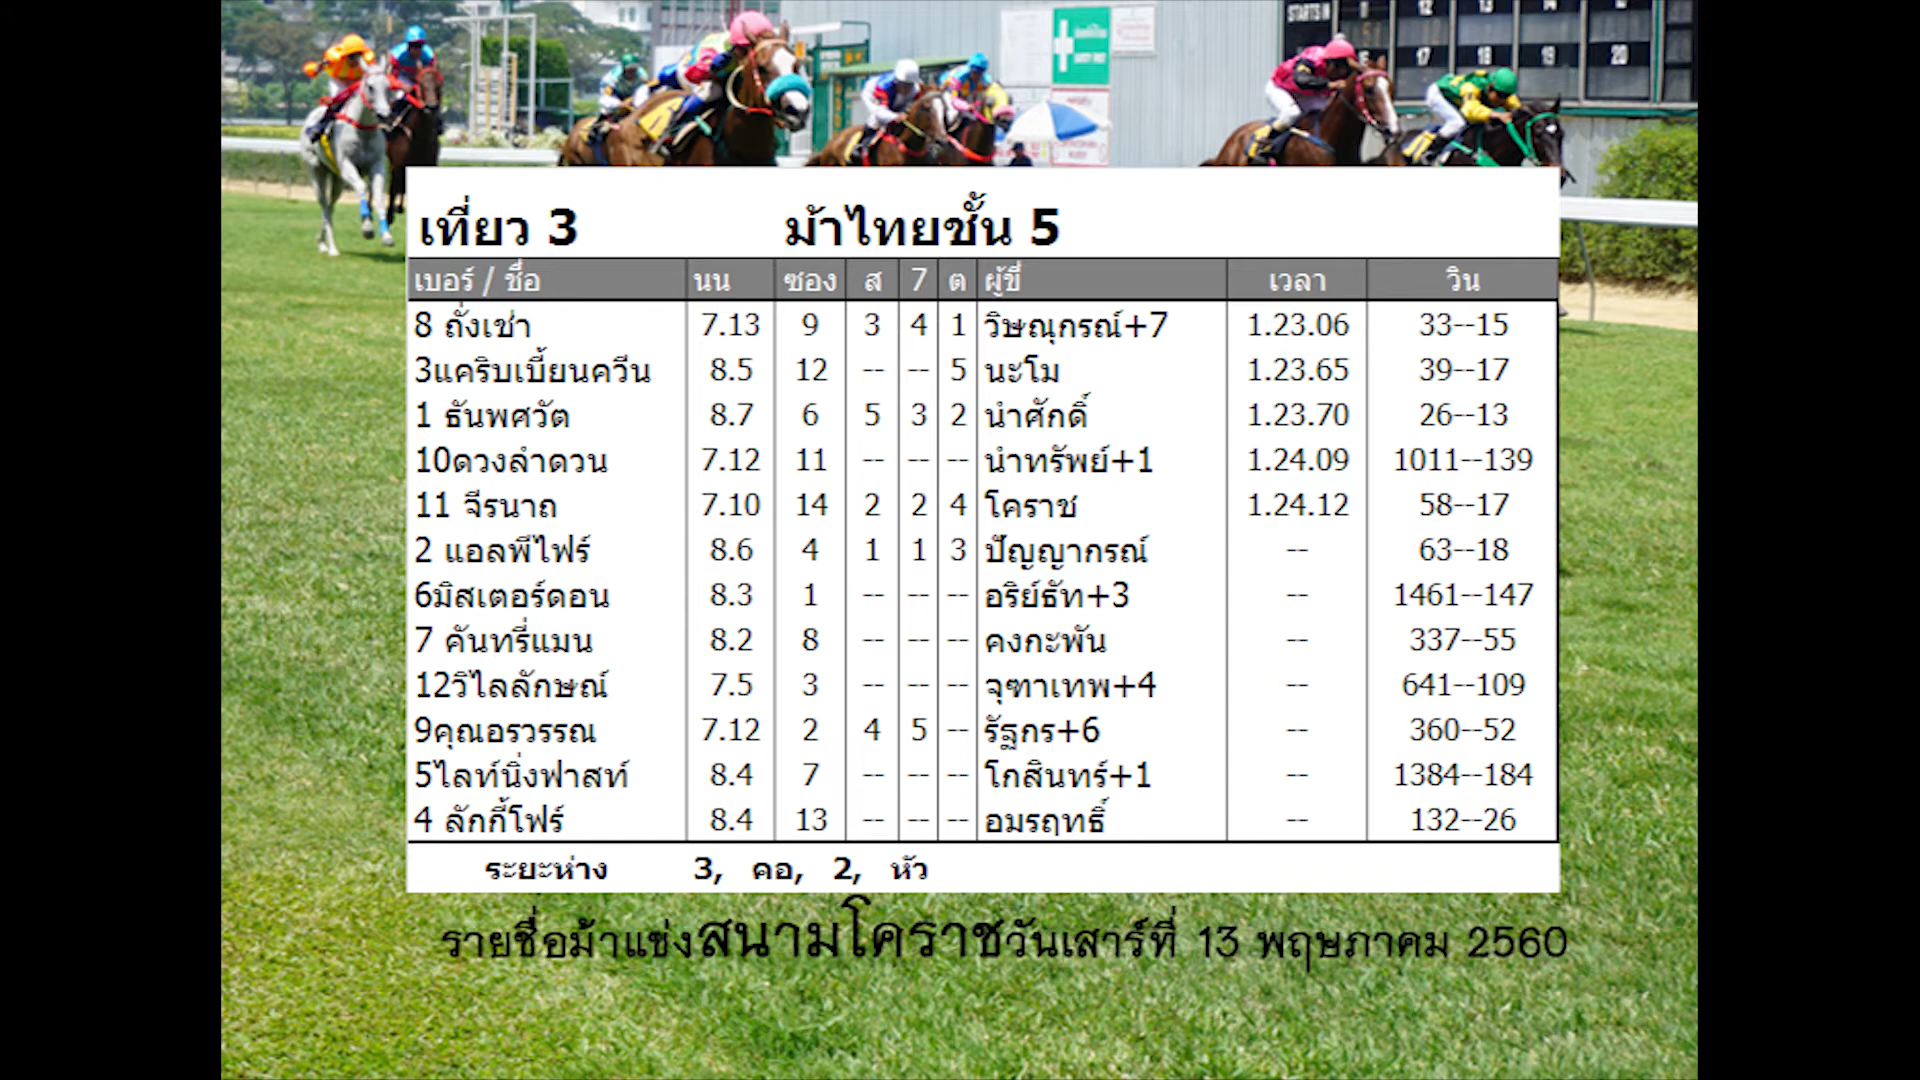 STARTS IN 12 13 14
17 18 19 20
เที่ยว 3 ม้าไทยชั้น 5
เบอร์ / ชื่อ นน ซอง ส 7 ต ผู้ขี่ เวลา วิน
8 ถั่งเช่า 7.13 9 3 4 1 วิษณุกรณ์+7 1.23.06 33--15
3แคริบเบี้ยนควีน 8.5 12 -- -- 5 นะโม 1.23.65 39--17
1 ธันพศวัต 8.7 6 5 3 2 นำศักดิ์ 1.23.70 26--13
10ดวงลำดวน 7.12 11 -- -- -- นำทรัพย์+1 1.24.09 1011--139
11 จีรนาถ 7.10 14 2 2 4 โคราช 1.24.12 58--17
2 แอลพีไฟร์ 8.6 4 1 1 3 ปัญญากรณ์ -- 63--18
6มิสเตอร์ดอน 8.3 1 -- -- -- อริย์ธัท+3 -- 1461--147
7 คันทรี่แมน 8.2 8 -- -- -- คงกะพัน -- 337--55
12วิไลลักษณ์ 7.5 3 -- -- -- จุฑาเทพ+4 -- 641--109
9คุณอรวรรณ 7.12 2 4 5 -- รัฐกร+6 -- 360--52
5ไลท์นิ่งฟาสท์ 8.4 7 -- -- -- โกสินทร์+1 -- 1384--184
4 ลักกี้โฟร์ 8.4 13 -- -- -- อมรฤทธิ์ -- 132--26
ระยะห่าง 3, คอ, 2, หัว
รายชื่อม้าแข่งสนามโคราชวันเสาร์ที่ 13 พฤษภาคม 2560